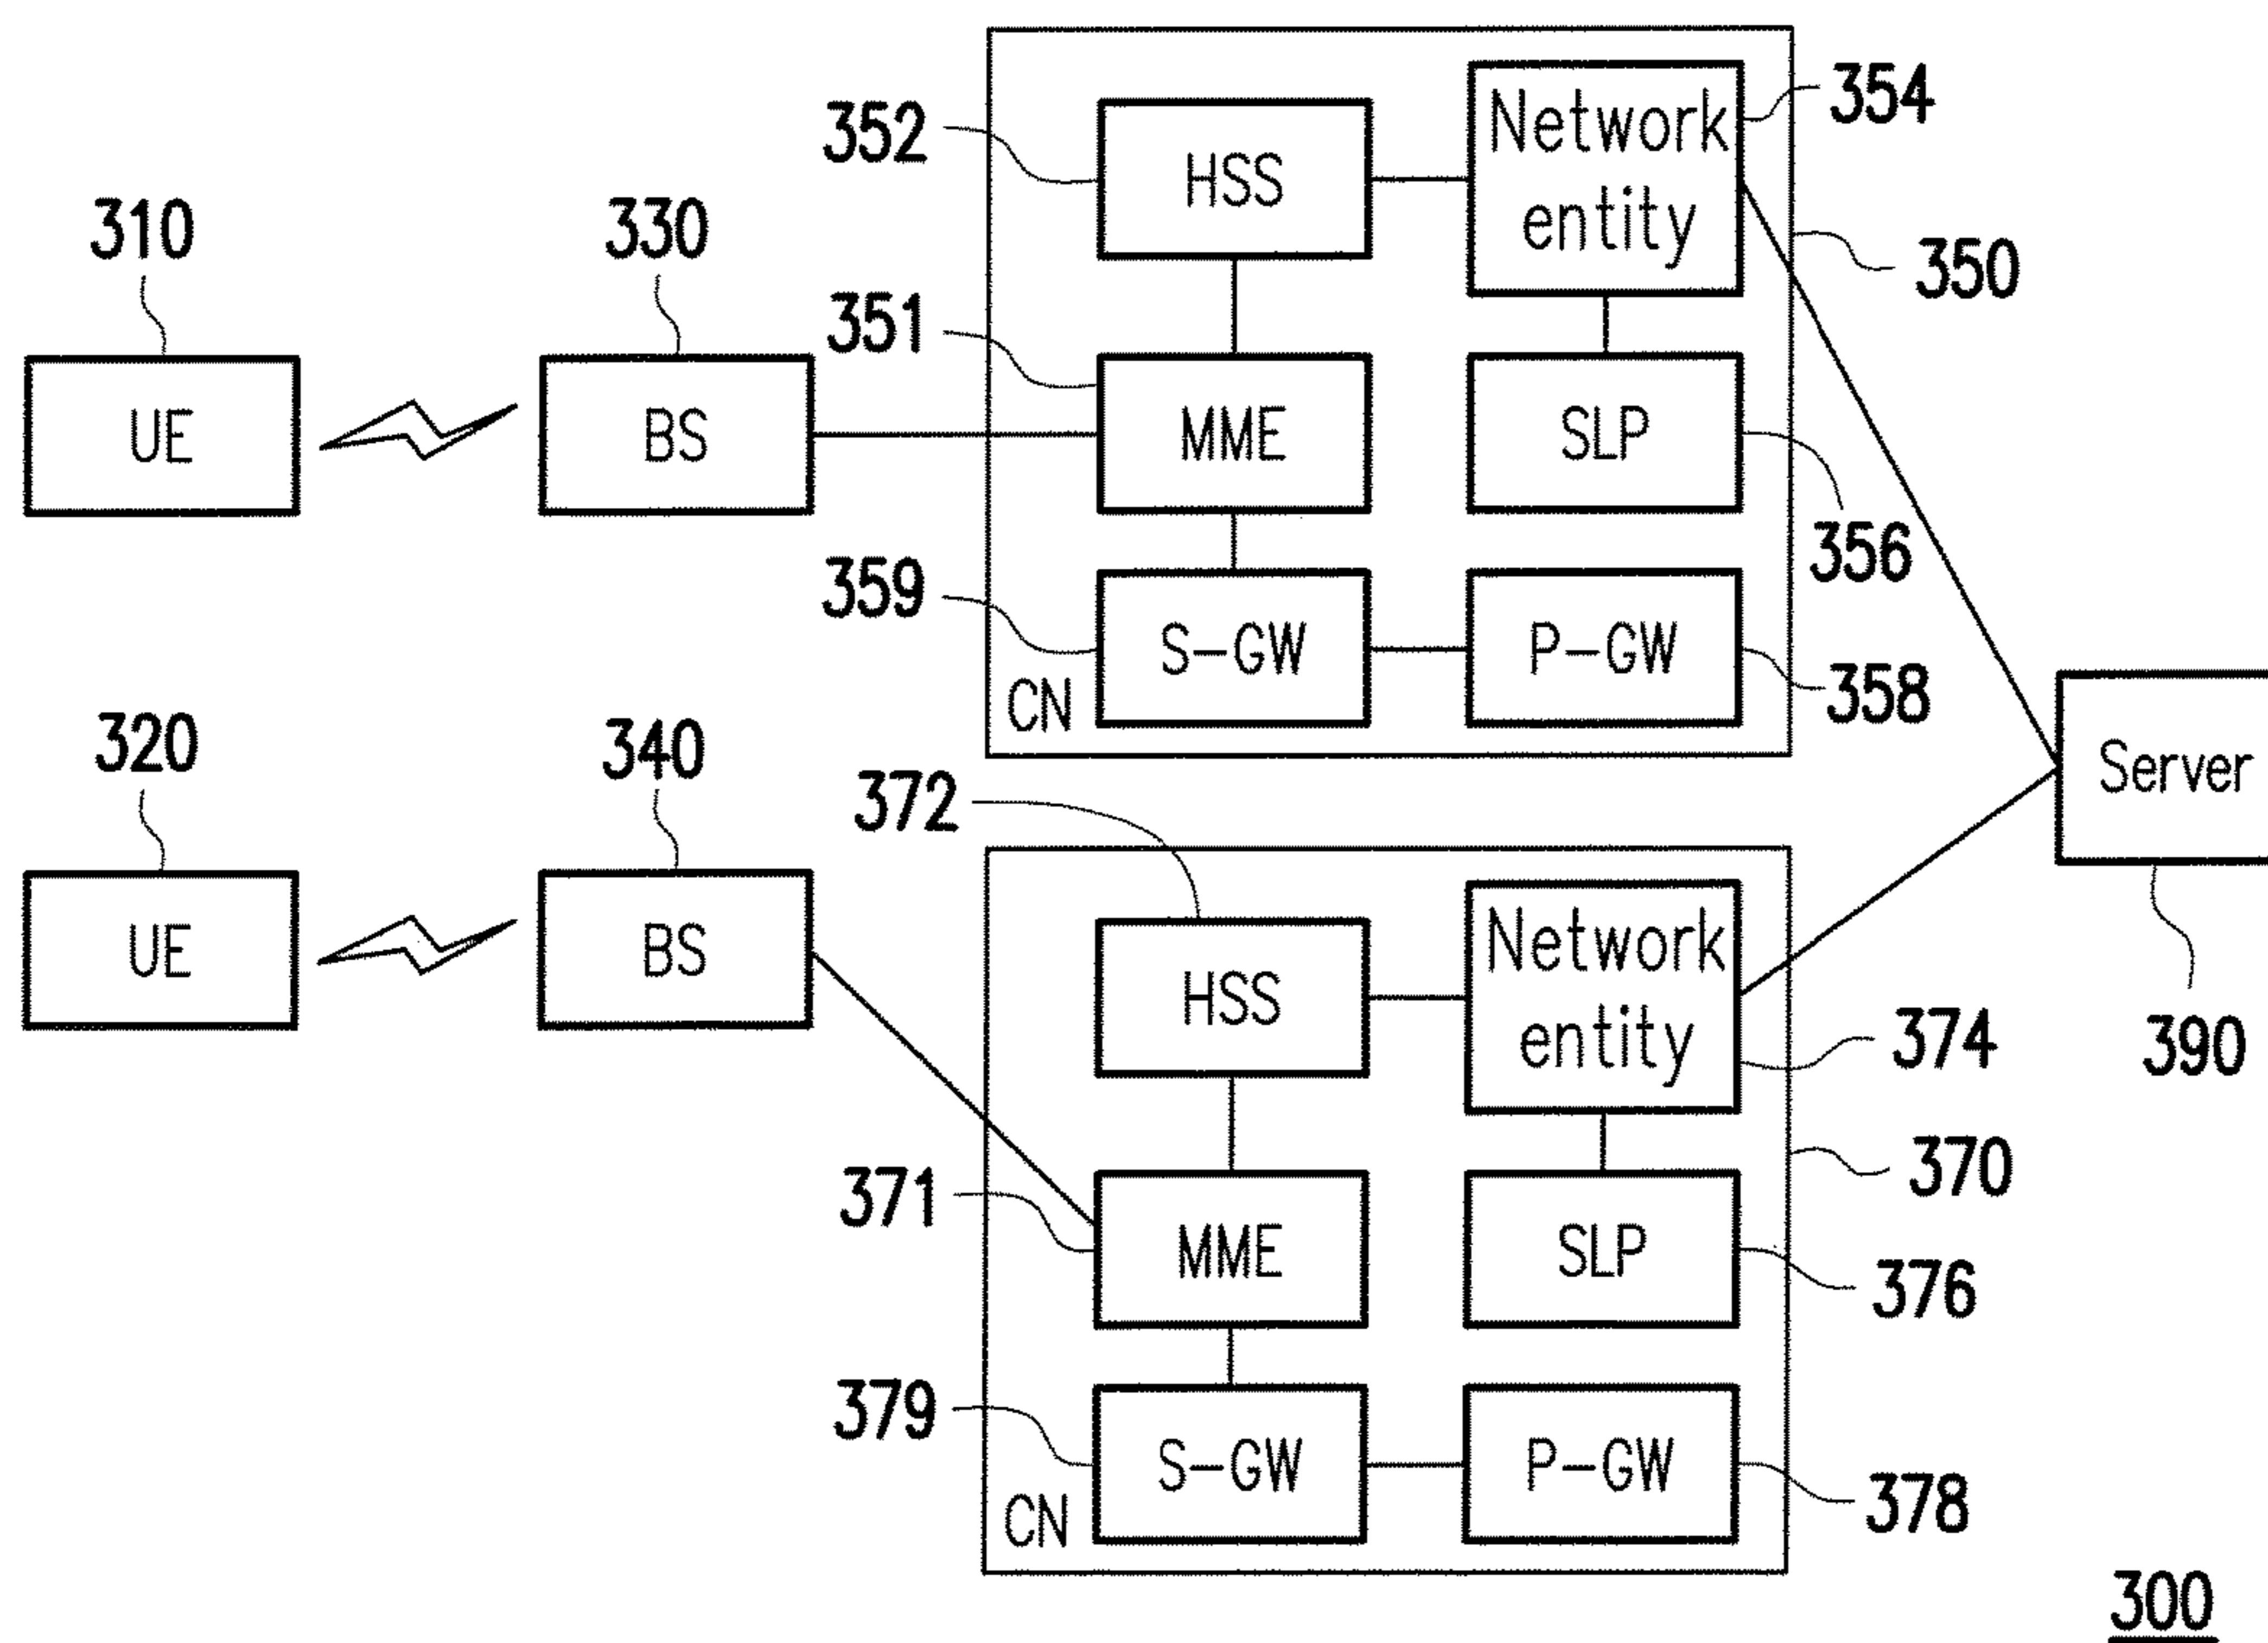 354
352
Network
entity
HSS
310
330
350
351
UE
BS
MME
SLP
356
359
S-GW
P-GW
358
CN
320
340
372
Server
UE
BS
HSS
Network
entity
374
390
371
370
MME
SLP
376
379
S-GW
P-GW
378
CN
300